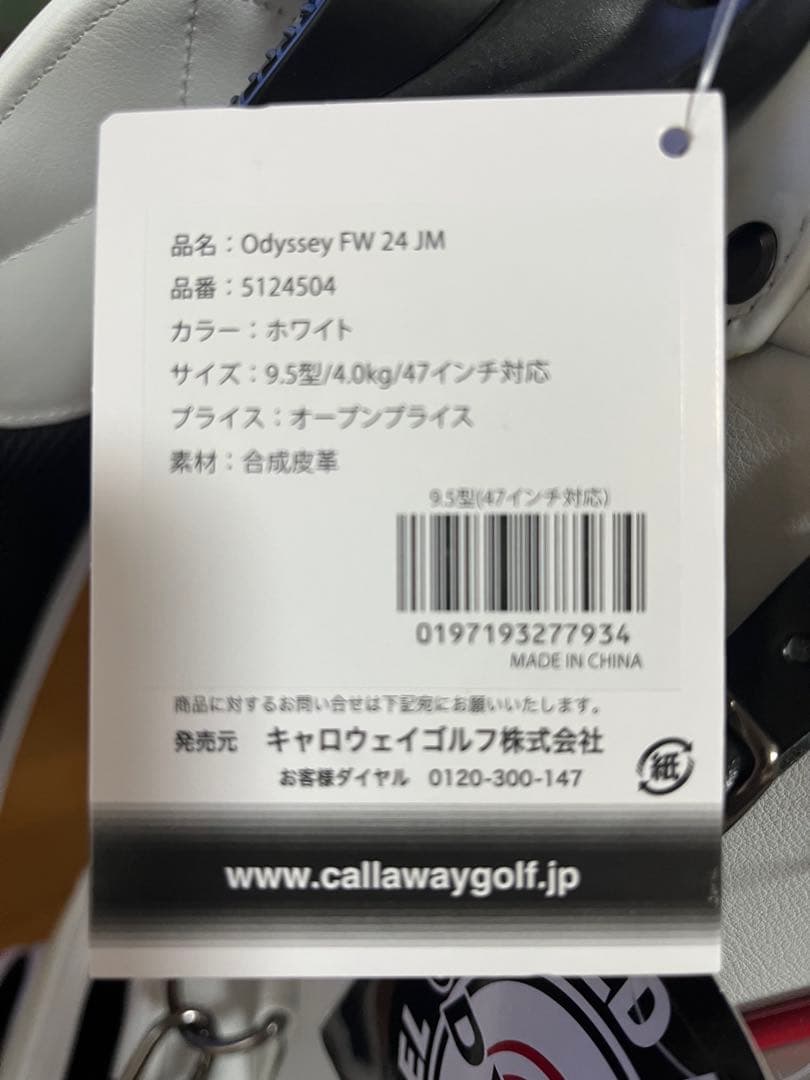 品名：Odyssey FW 24 JM
品番：5124504
カラー：ホワイト
サイズ：9.5型/4.0kg/47インチ対応
プライス：オープンプライス
素材：合成皮革
9.5型(47インチ対応)
0197193277934
MADE IN CHINA
商品に対するお問い合せは下記宛にお願いいたします。
発売元 キャロウェイゴルフ株式会社
お客様ダイヤル 0120-300-147
紙
www.callawaygolf.jp